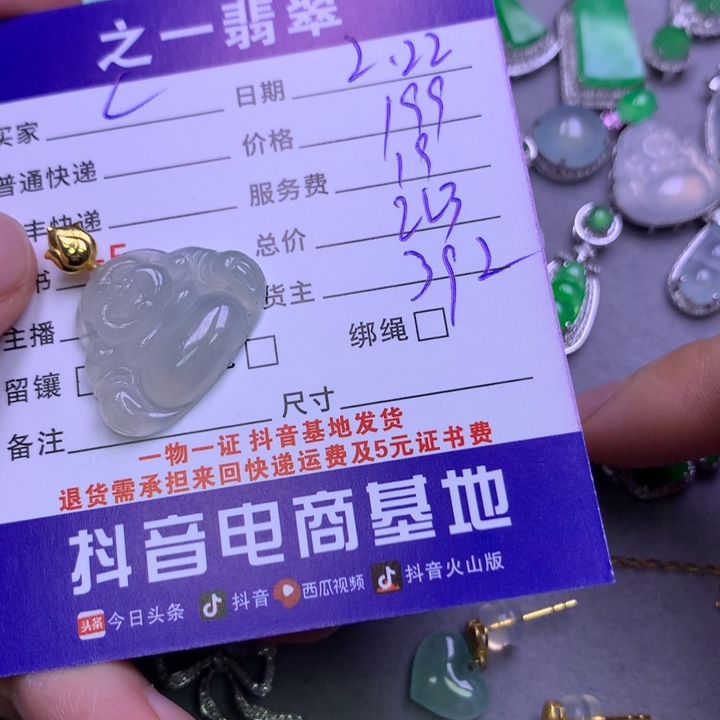 之一翡翠
买家 日期 2.22
普通快递 价格 199
丰快递 服务费 19
书 总价 213
货主 392
主播
留镶 绑绳
备注 尺寸
一物一证 抖音基地发货
退货需承担来回快递运费及5元证书费
抖音电商基地
头条 今日头条 抖音 西瓜视频 抖音火山版